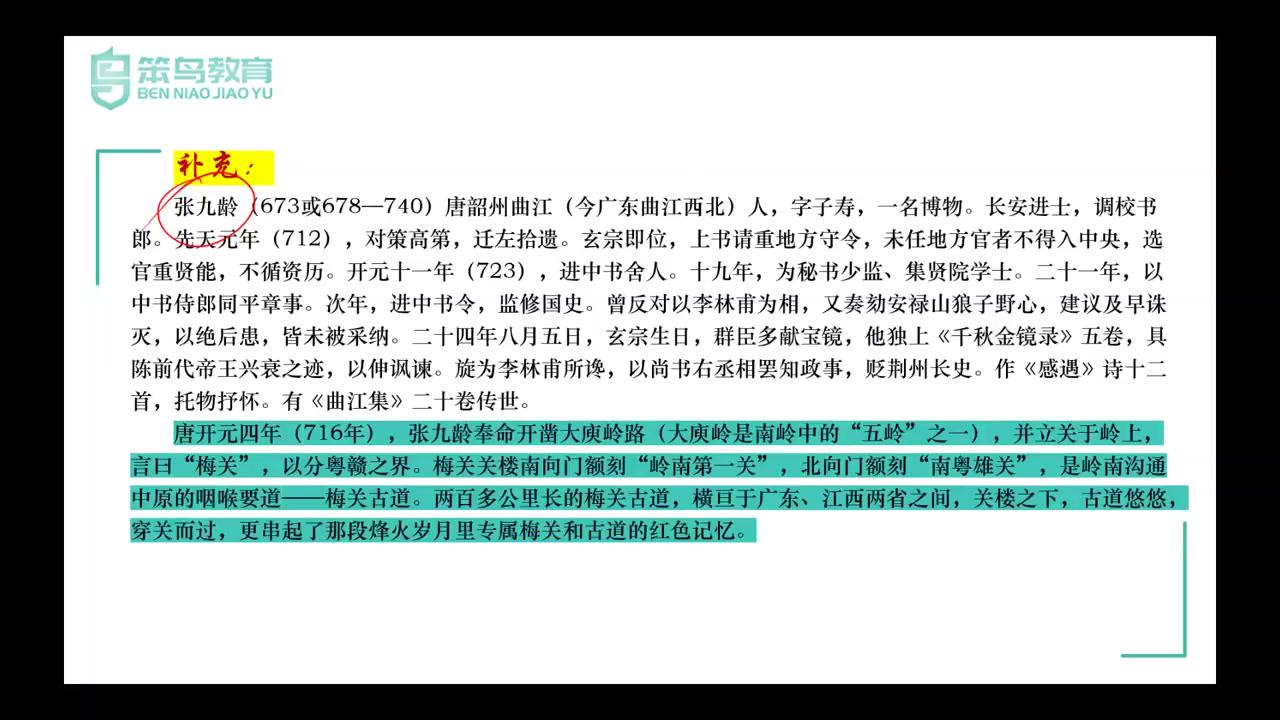 笨鸟教育
BEN NIAO JIAO YU
补充：
张九龄（673或678—740）唐韶州曲江（今广东曲江西北）人，字子寿，一名博物。长安进士，调校书
郎。先天元年（712），对策高第，迁左拾遗。玄宗即位，上书请重地方守令，未任地方官者不得入中央，选
官重贤能，不循资历。开元十一年（723），进中书舍人。十九年，为秘书少监、集贤院学士。二十一年，以
中书侍郎同平章事。次年，进中书令，监修国史。曾反对以李林甫为相，又奏劾安禄山狼子野心，建议及早诛
灭，以绝后患，皆未被采纳。二十四年八月五日，玄宗生日，群臣多献宝镜，他独上《千秋金镜录》五卷，具
陈前代帝王兴衰之迹，以伸讽谏。旋为李林甫所谗，以尚书右丞相罢知政事，贬荆州长史。作《感遇》诗十二
首，托物抒怀。有《曲江集》二十卷传世。
唐开元四年（716年），张九龄奉命开凿大庾岭路（大庾岭是南岭中的“五岭”之一），并立关于岭上，
言曰“梅关”，以分粤赣之界。梅关关楼南向门额刻“岭南第一关”，北向门额刻“南粤雄关”，是岭南沟通
中原的咽喉要道——梅关古道。两百多公里长的梅关古道，横亘于广东、江西两省之间，关楼之下，古道悠悠，
穿关而过，更串起了那段烽火岁月里专属梅关和古道的红色记忆。